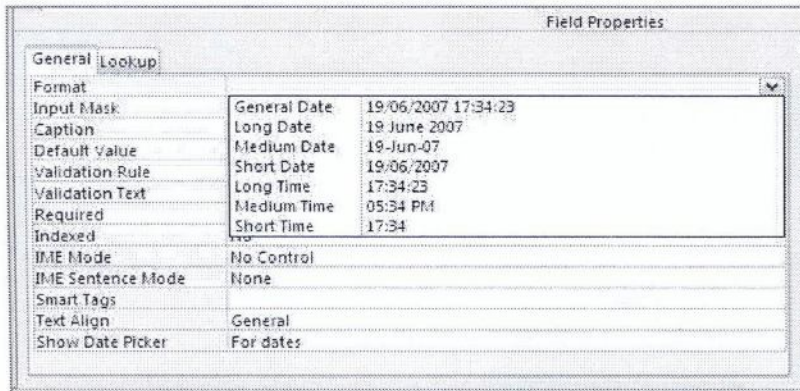 Field Properties
General Lookup
Format
Input Mask General Date 19/06/2007 17:34:23
Caption Long Date 19 June 2007
Default Value Medium Date 19-Jun-07
Validation Rule Short Date 19/06/2007
Validation Text Long Time 17:34:23
Required Medium Time 05:34 PM
Indexed Short Time 17:34
No
IME Mode No Control
IME Sentence Mode None
Smart Tags
Text Align General
Show Date Picker For dates